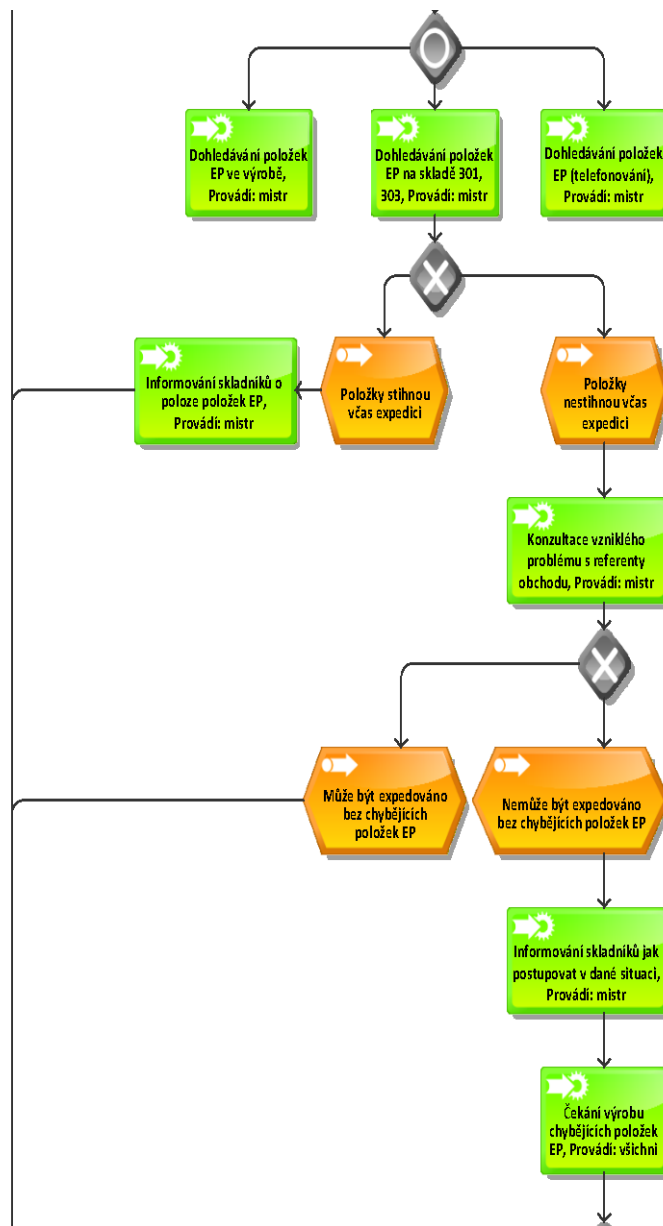 Dohledávání položek
EP ve výrobě,
Provádí: mistr
Dohledávání položek
EP na skladě 301,
303, Provádí: mistr
Dohledávání položek
EP (telefonování),
Provádí: mistr
Informování skladníků o
poloze položek EP,
Provádí: mistr
Položky stihnou
včas expedici
Položky
nestihnou včas
expedici
Konzultace vzniklého
problému s referenty
obchodu, Provádí: mistr
Může být expedováno
bez chybějících
položek EP
Nemůže být expedováno
bez chybějících položek EP
Informování skladníků jak
postupovat v dané situaci,
Provádí: mistr
Čekání výrobu
chybějících položek
EP, Provádí: všichni